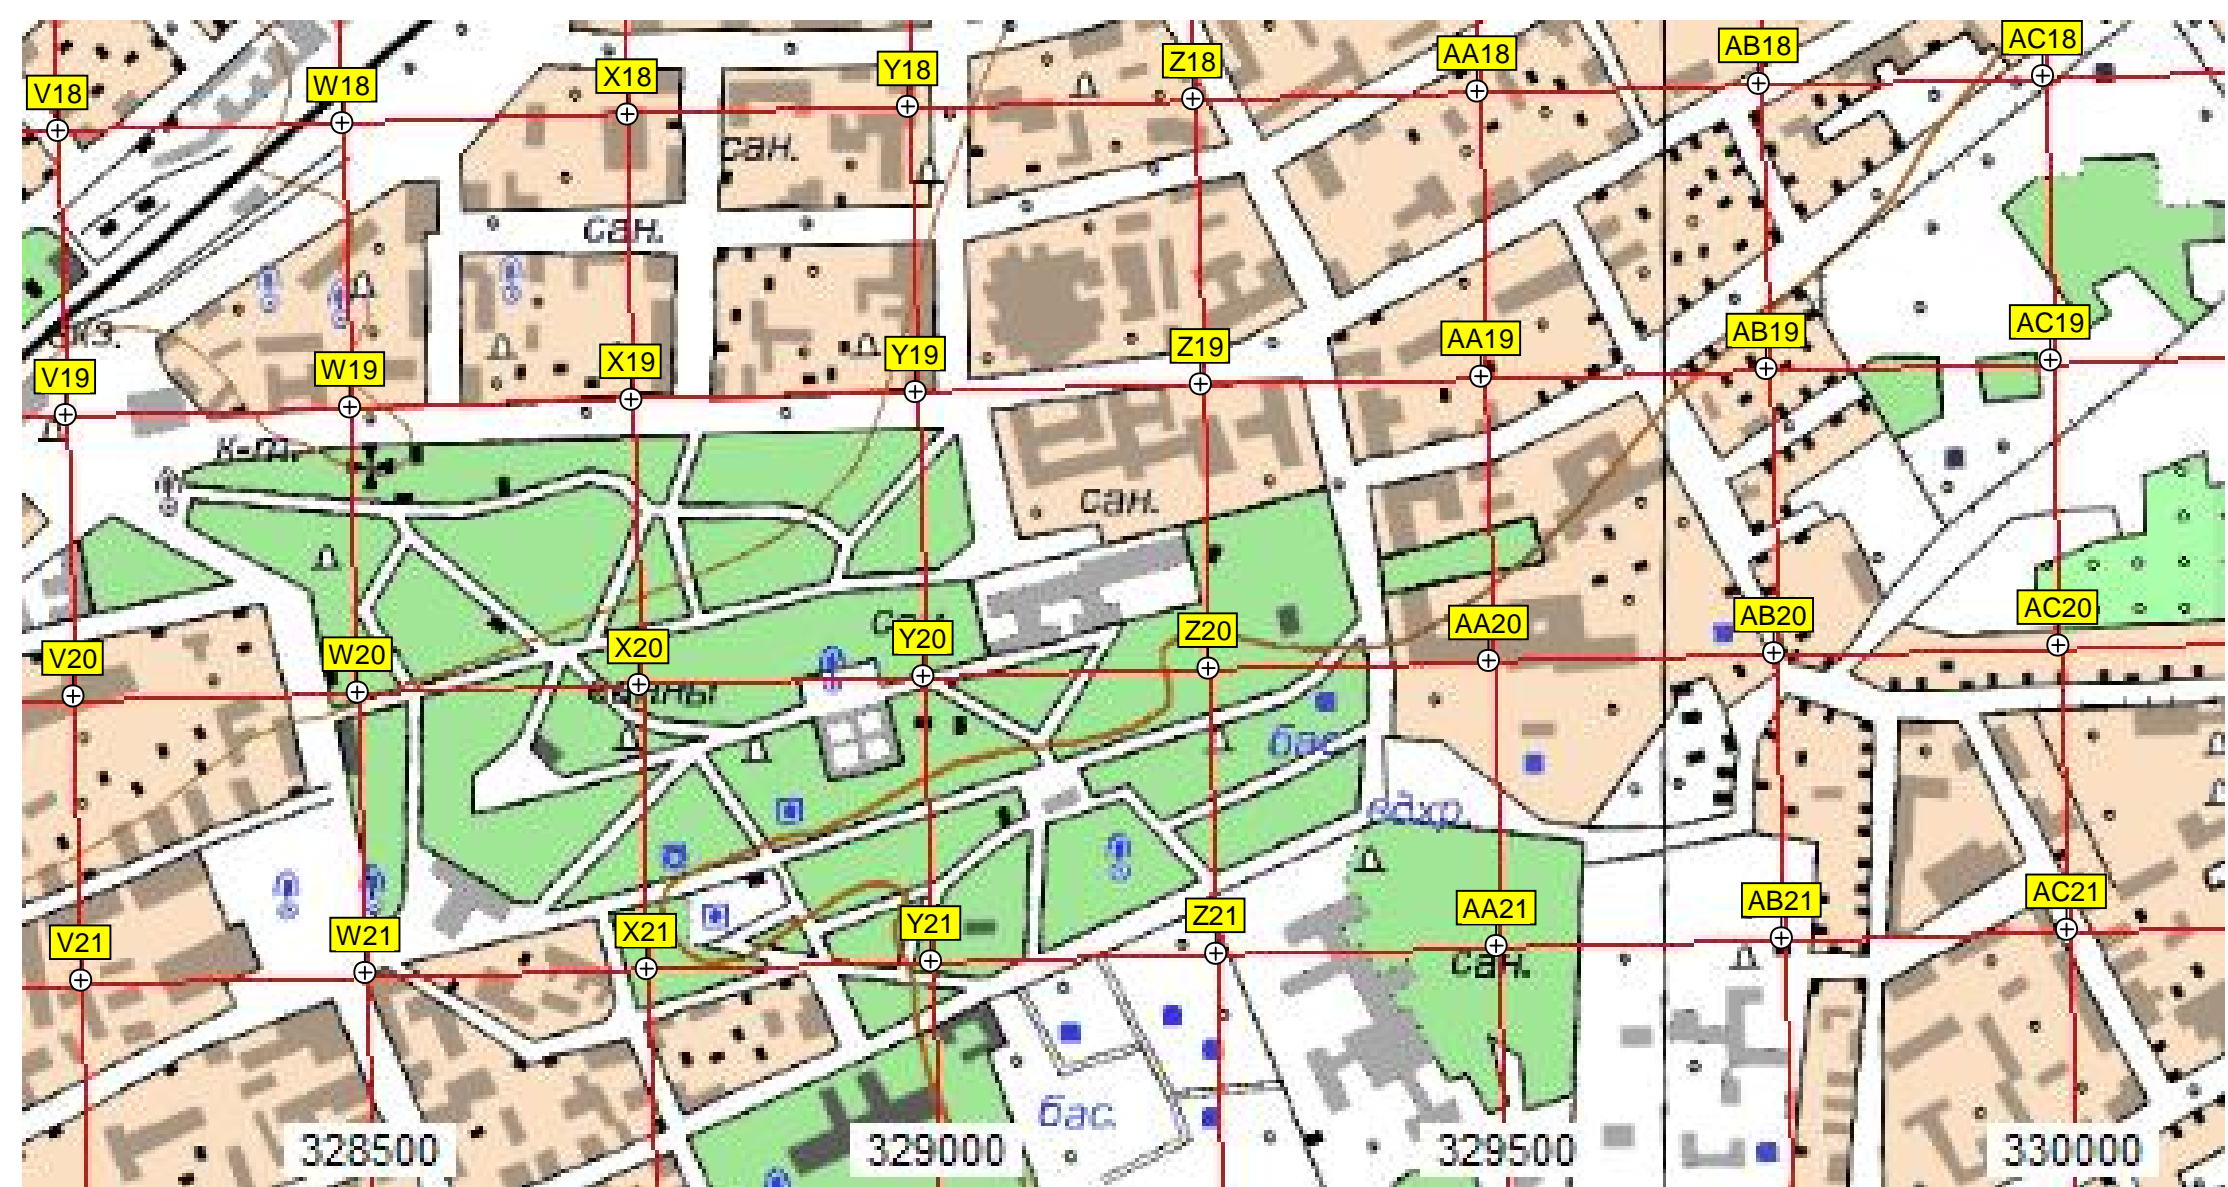 V18 W18 X18 Y18 Z18 AA18 AB18 AC18
сан.
сан.
V19 W19 X19 Y19 Z19 AA19 AB19 AC19
к-т.
сан.
V20 W20 X20 Y20 Z20 AA20 AB20 AC20
бас.
вдхр.
V21 W21 X21 Y21 Z21 AA21 AB21 AC21
сан.
бас.
328500 329000 329500 330000